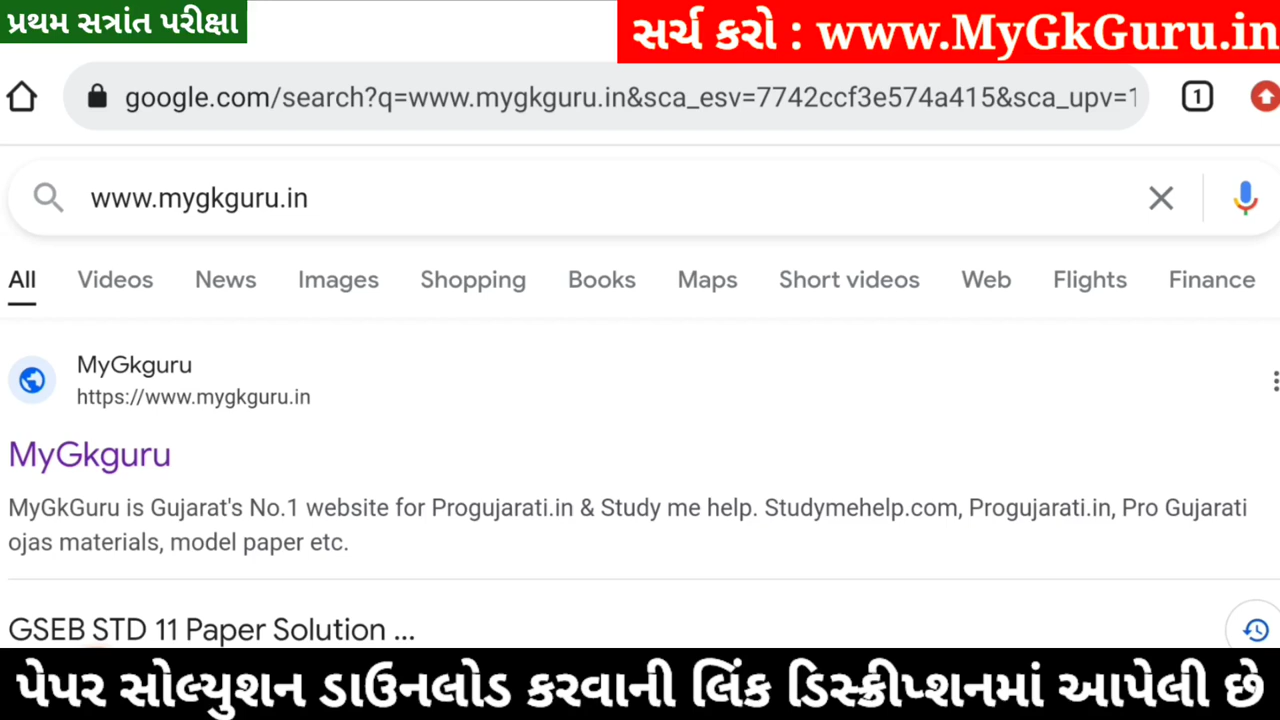 પ્રથમ સત્રાંત પરીક્ષા
સર્ચ કરો : www.MyGkGuru.in
google.com/search?q=www.mygkguru.in&sca_esv=7742ccf3e574a415&sca_upv=1
1
www.mygkguru.in
All Videos News Images Shopping Books Maps Short videos Web Flights Finance
MyGkguru
https://www.mygkguru.in
MyGkguru
MyGkGuru is Gujarat's No.1 website for Progujarati.in & Study me help. Studymehelp.com, Progujarati.in, Pro Gujarati
ojas materials, model paper etc.
GSEB STD 11 Paper Solution ...
પેપર સોલ્યુશન ડાઉનલોડ કરવાની લિંક ડિસ્ક્રીપ્શનમાં આપેલી છે